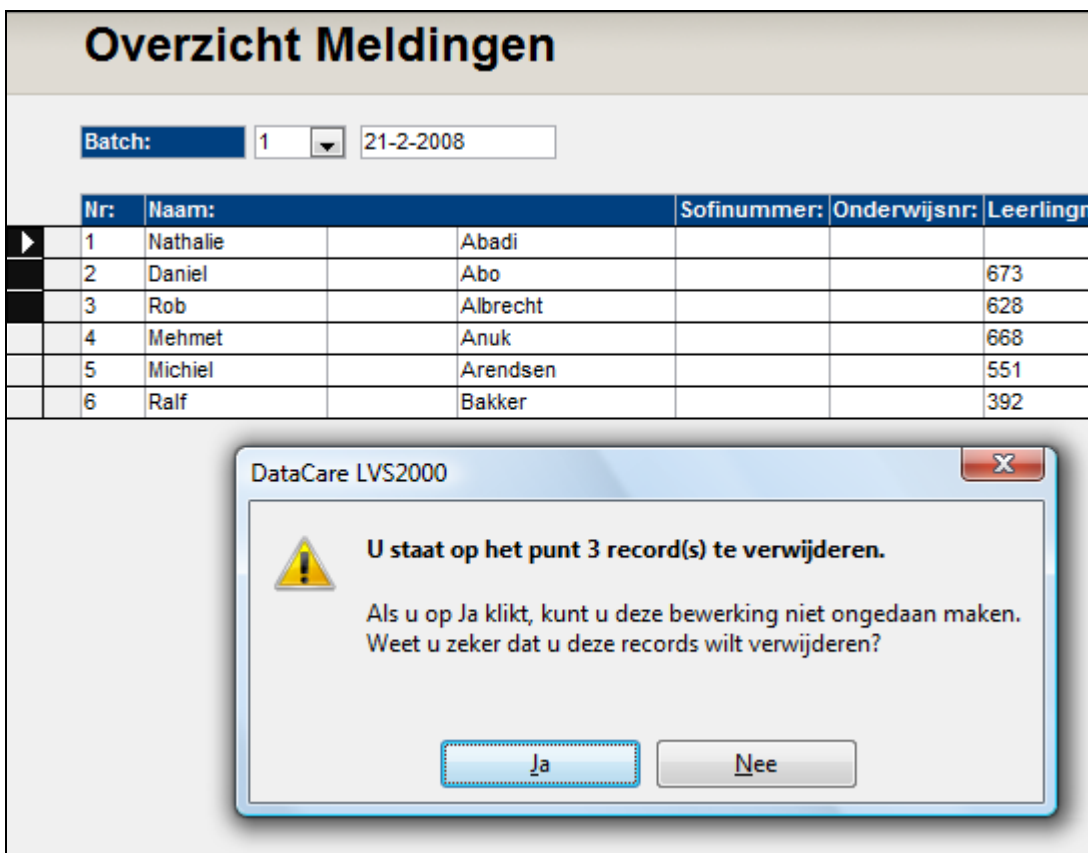 Overzicht Meldingen
Batch: 1 21-2-2008
Nr: Naam: Sofinummer: Onderwijsnr: Leerlingn
1 Nathalie Abadi
2 Daniel Abo 673
3 Rob Albrecht 628
4 Mehmet Anuk 668
5 Michiel Arendsen 551
6 Ralf Bakker 392
DataCare LVS2000
U staat op het punt 3 record(s) te verwijderen.
Als u op Ja klikt, kunt u deze bewerking niet ongedaan maken.
Weet u zeker dat u deze records wilt verwijderen?
Ja Nee